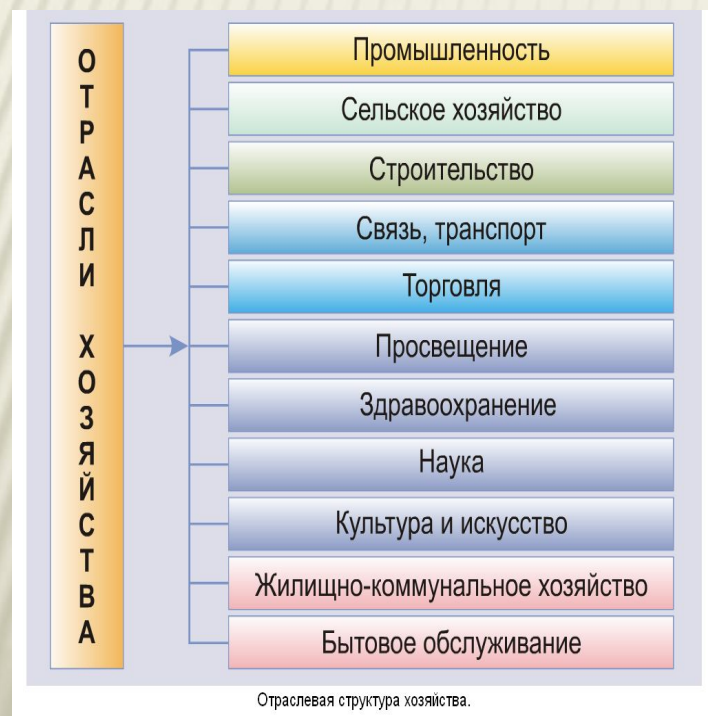 ОТРАСЛИ ХОЗЯЙСТВА
Промышленность
Сельское хозяйство
Строительство
Связь, транспорт
Торговля
Просвещение
Здравоохранение
Наука
Культура и искусство
Жилищно-коммунальное хозяйство
Бытовое обслуживание
Отраслевая структура хозяйства.